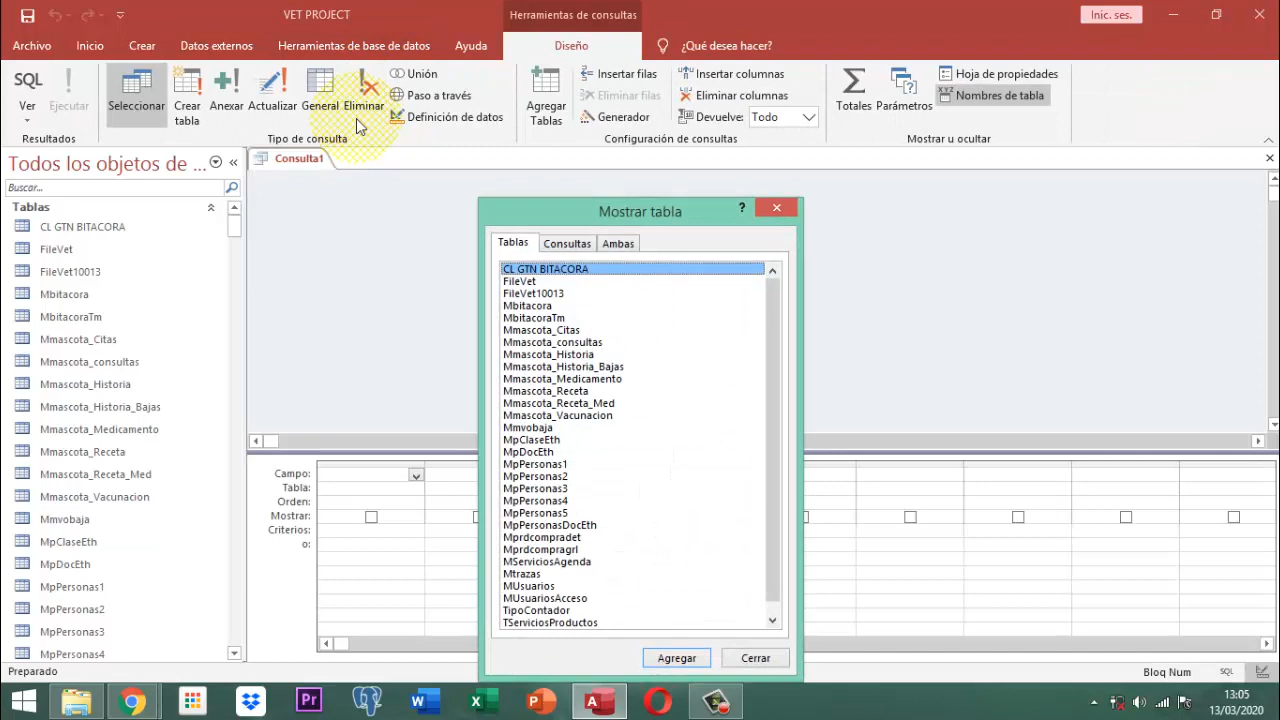 VET PROJECT
Herramientas de consultas
Inic. ses.
Archivo
Inicio
Crear
Datos externos
Herramientas de base de datos
Ayuda
Diseño
¿Qué desea hacer?
SQL
Ver
Ejecutar
Resultados
Seleccionar
Crear tabla
Anexar
Actualizar
General
Eliminar
Unión
Paso a través
Definición de datos
Tipo de consulta
Agregar Tablas
Insertar filas
Eliminar filas
Generador
Insertar columnas
Eliminar columnas
Devuelve: Todo
Configuración de consultas
Totales
Parámetros
Hoja de propiedades
XYZ Nombres de tabla
Mostrar u ocultar
Todos los objetos de ...
Buscar...
Tablas
CL GTN BITACORA
FileVet
FileVet10013
Mbitacora
MbitacoraTm
Mmascota_Citas
Mmascota_consultas
Mmascota_Historia
Mmascota_Historia_Bajas
Mmascota_Medicamento
Mmascota_Receta
Mmascota_Receta_Med
Mmascota_Vacunacion
Mmvobaja
MpClaseEth
MpDocEth
MpPersonas1
MpPersonas2
MpPersonas3
MpPersonas4
Consulta1
Mostrar tabla
?
Tablas
Consultas
Ambas
CL GTN BITACORA
FileVet
FileVet10013
Mbitacora
MbitacoraTm
Mmascota_Citas
Mmascota_consultas
Mmascota_Historia
Mmascota_Historia_Bajas
Mmascota_Medicamento
Mmascota_Receta
Mmascota_Receta_Med
Mmascota_Vacunacion
Mmvobaja
MpClaseEth
MpDocEth
MpPersonas1
MpPersonas2
MpPersonas3
MpPersonas4
MpPersonas5
MpPersonasDocEth
Mprdcompradet
Mprdcompragrl
MServiciosAgenda
Mtrazas
MUsuarios
MUsuariosAcceso
TipoContador
TServiciosProductos
Agregar
Cerrar
Campo:
Tabla:
Orden:
Mostrar:
Criterios:
o:
Preparado
Bloq Num
SQL
Pr
13:05
13/03/2020